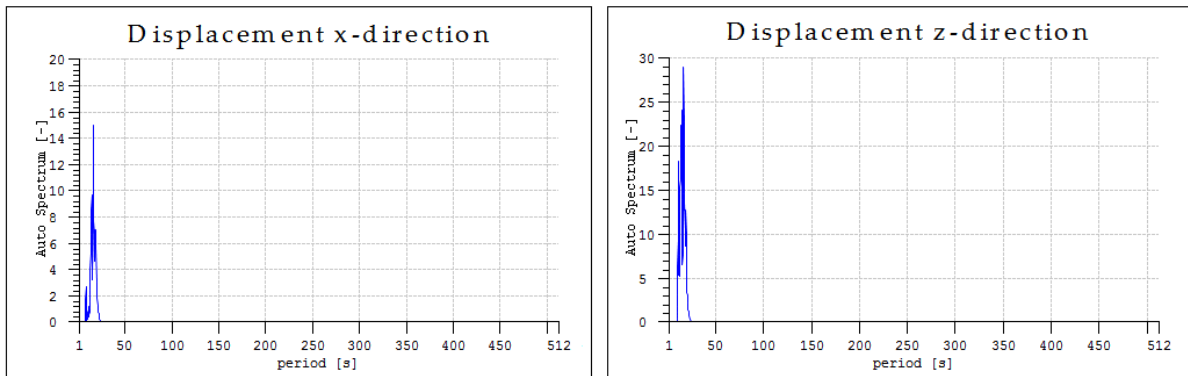 Displacement x-direction
Auto Spectrum [-]
20
18
16
14
12
10
8
6
4
2
0
1 50 100 150 200 250 300 350 400 450 512
period [s]
Displacement z-direction
Auto Spectrum [-]
30
25
20
15
10
5
0
1 50 100 150 200 250 300 350 400 450 512
period [s]